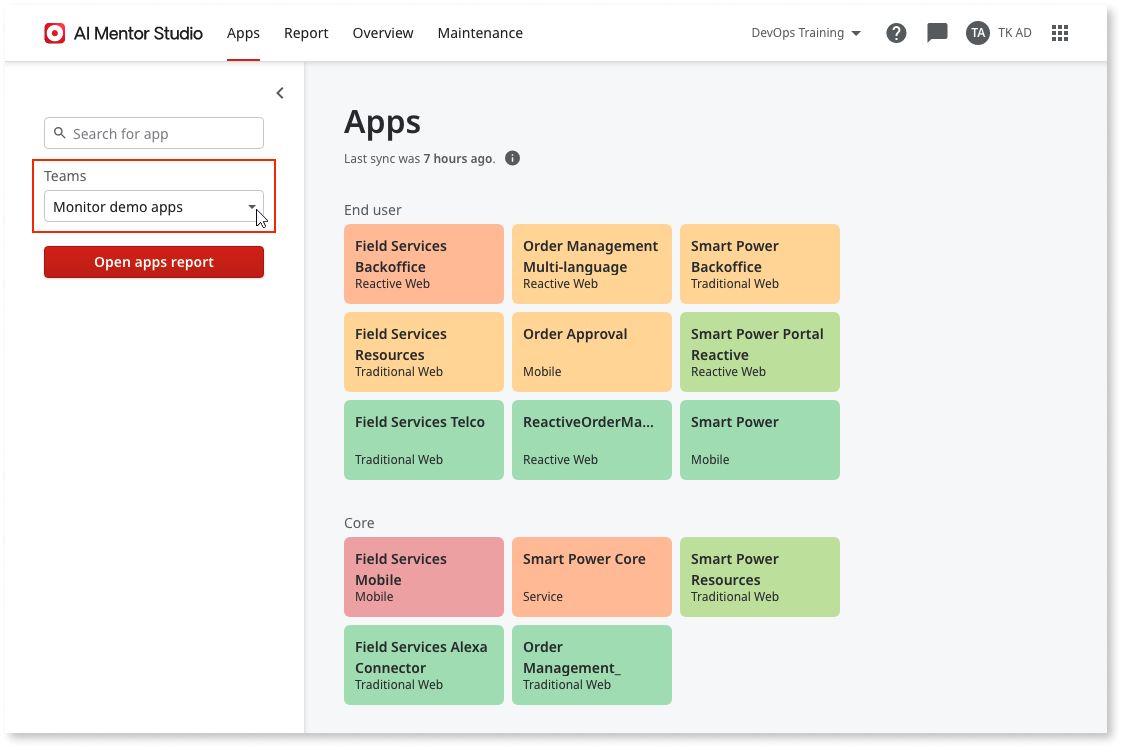 AI Mentor Studio
Apps
Report
Overview
Maintenance
DevOps Training
?
TA
TK AD
Search for app
Teams
Monitor demo apps
Open apps report
Apps
Last sync was 7 hours ago.
i
End user
Field Services
Backoffice
Reactive Web
Order Management
Multi-language
Reactive Web
Smart Power
Backoffice
Traditional Web
Field Services
Resources
Traditional Web
Order Approval
Mobile
Smart Power Portal
Reactive
Reactive Web
Field Services Telco
Traditional Web
ReactiveOrderMa...
Reactive Web
Smart Power
Mobile
Core
Field Services
Mobile
Mobile
Smart Power Core
Service
Smart Power
Resources
Traditional Web
Field Services Alexa
Connector
Traditional Web
Order
Management_
Traditional Web